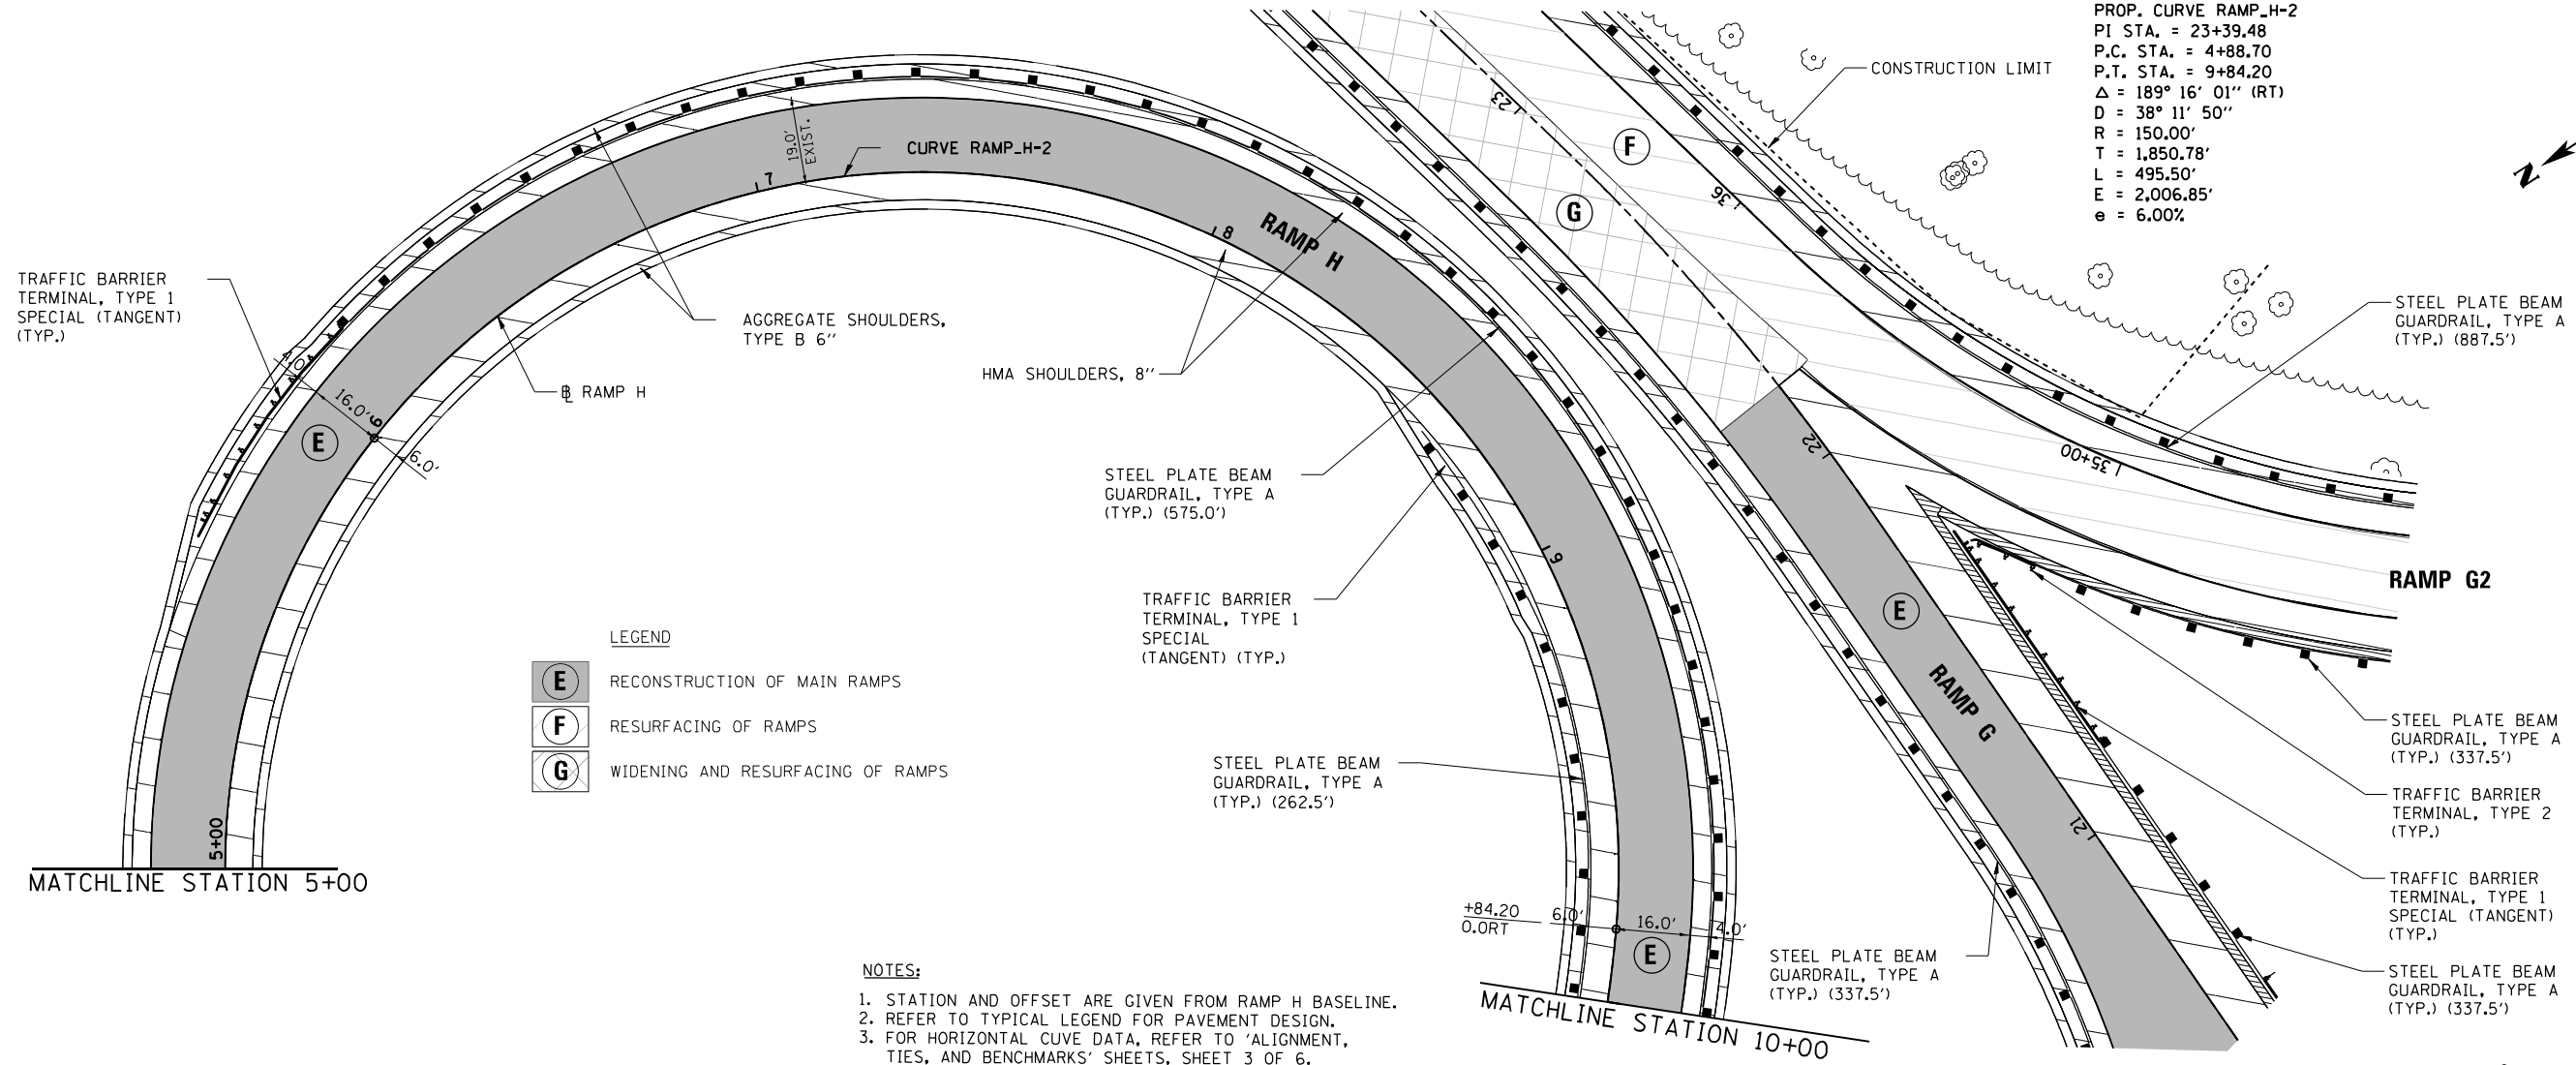 PROP. CURVE RAMP_H-2
PI STA. = 23+39.48
P.C. STA. = 4+88.70
P.T. STA. = 9+84.20
Δ = 189° 16' 01" (RT)
D = 38° 11' 50"
R = 150.00'
T = 1,850.78'
L = 495.50'
E = 2,006.85'
e = 6.00%
N
CONSTRUCTION LIMIT
23
F
G
36
19.0'
EXIST.
CURVE RAMP_H-2
7
8
RAMP H
TRAFFIC BARRIER
TERMINAL, TYPE 1
SPECIAL (TANGENT)
(TYP.)
AGGREGATE SHOULDERS,
TYPE B 6"
HMA SHOULDERS, 8"
STEEL PLATE BEAM
GUARDRAIL, TYPE A
(TYP.) (887.5')
4.0'
16.0'
6
6.0'
E
℄ RAMP H
22
35+00
STEEL PLATE BEAM
GUARDRAIL, TYPE A
(TYP.) (575.0')
9
RAMP G2
TRAFFIC BARRIER
TERMINAL, TYPE 1
SPECIAL
(TANGENT) (TYP.)
E
RAMP G
LEGEND
E RECONSTRUCTION OF MAIN RAMPS
F RESURFACING OF RAMPS
G WIDENING AND RESURFACING OF RAMPS
STEEL PLATE BEAM
GUARDRAIL, TYPE A
(TYP.) (262.5')
STEEL PLATE BEAM
GUARDRAIL, TYPE A
(TYP.) (337.5')
TRAFFIC BARRIER
TERMINAL, TYPE 2
(TYP.)
21
5+00
MATCHLINE STATION 5+00
TRAFFIC BARRIER
TERMINAL, TYPE 1
SPECIAL (TANGENT)
(TYP.)
+84.20
0.0RT
6.0'
16.0'
4.0'
E
STEEL PLATE BEAM
GUARDRAIL, TYPE A
(TYP.) (337.5')
STEEL PLATE BEAM
GUARDRAIL, TYPE A
(TYP.) (337.5')
MATCHLINE STATION 10+00
NOTES:
1. STATION AND OFFSET ARE GIVEN FROM RAMP H BASELINE.
2. REFER TO TYPICAL LEGEND FOR PAVEMENT DESIGN.
3. FOR HORIZONTAL CUVE DATA, REFER TO 'ALIGNMENT,
TIES, AND BENCHMARKS' SHEETS, SHEET 3 OF 6.